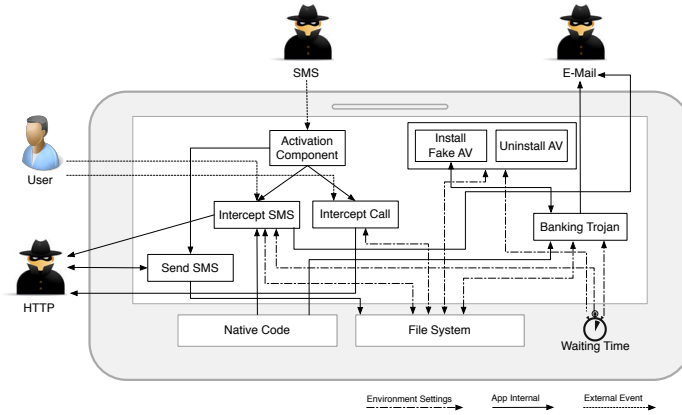 SMS
E-Mail
User
Activation
Component
Install
Fake AV
Uninstall AV
Intercept SMS
Intercept Call
Banking Trojan
Send SMS
HTTP
Native Code
File System
Waiting Time
Environment Settings
App Internal
External Event